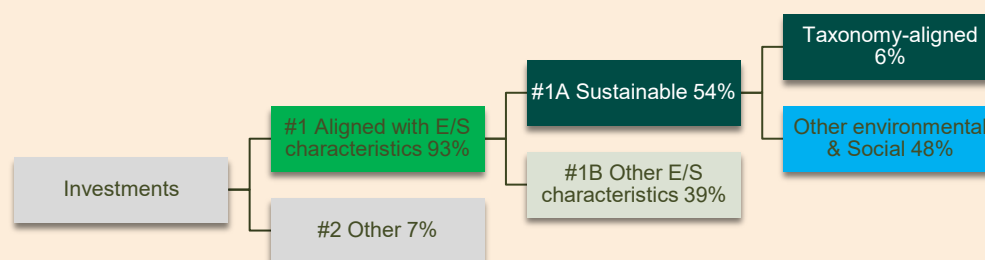 Investments
#1 Aligned with E/S
characteristics 93%
#2 Other 7%
#1A Sustainable 54%
#1B Other E/S
characteristics 39%
Taxonomy-aligned
6%
Other environmental
& Social 48%